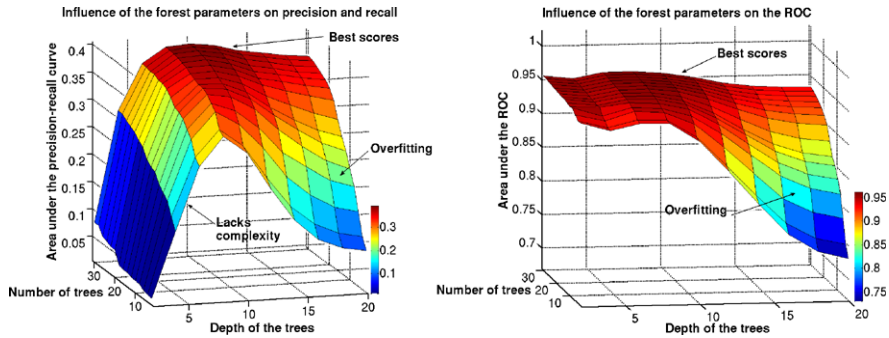 Influence of the forest parameters on precision and recall
Area under the precision-recall curve
0.4
0.35
0.3
0.25
0.2
0.15
0.1
0.05
Best scores
Overfitting
Lacks
complexity
0.3
0.2
0.1
30
20
10
Number of trees
5
10
15
20
Depth of the trees
Influence of the forest parameters on the ROC
Area under the ROC
1
0.95
0.9
0.85
0.8
0.75
0.7
Best scores
Overfitting
0.95
0.9
0.85
0.8
0.75
30
20
10
Number of trees
5
10
15
20
Depth of the trees